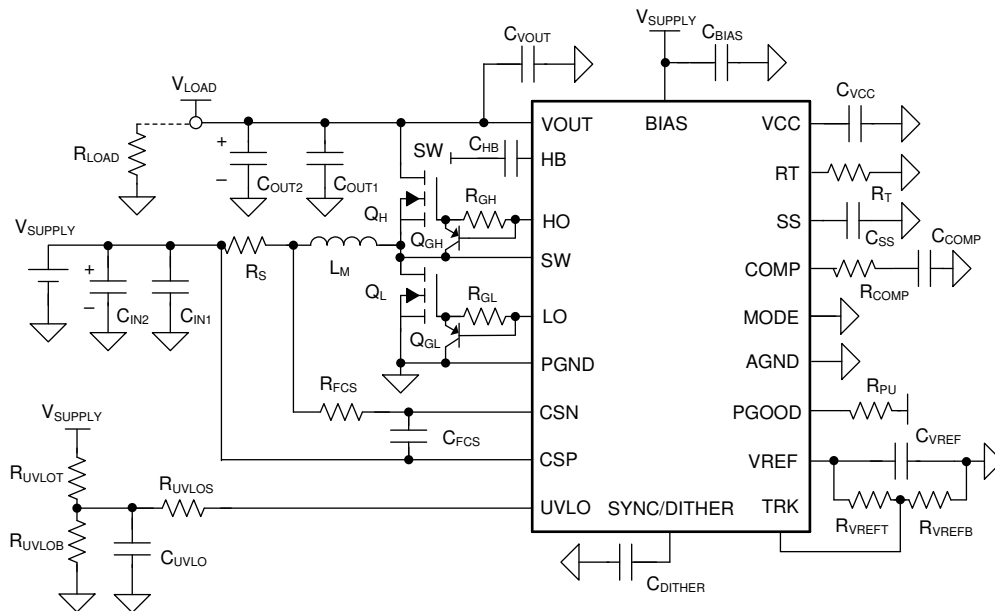 VSUPPLY
CVOUT
CBIAS
VLOAD
RLOAD
+
–
COUT2
COUT1
SW
CHB
QH
RGH
QGH
VSUPPLY
+
–
CIN2
CIN1
RS
LM
QL
RGL
QGL
RFCS
CFCS
VSUPPLY
RUVLOT
RUVLOS
RUVLOB
CUVLO
VOUT
BIAS
VCC
HB
RT
HO
SS
SW
COMP
LO
MODE
PGND
AGND
CSN
PGOOD
CSP
VREF
UVLO
SYNC/DITHER
TRK
CVCC
RT
CSS
CCOMP
RCOMP
RPU
CVREF
RVREFT
RVREFB
CDITHER